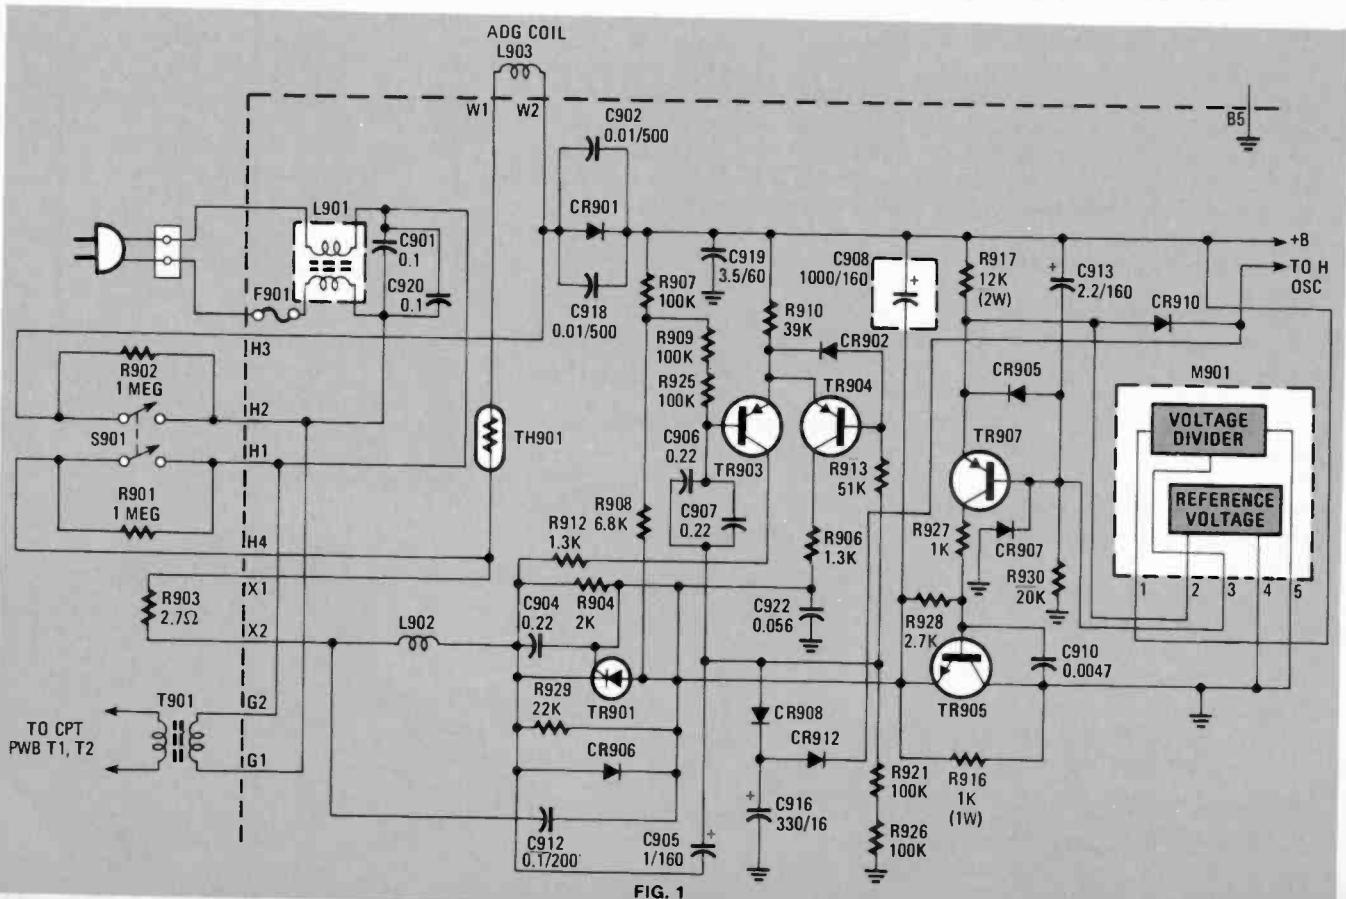 ADG COIL
L903
W1
W2
B5
C902
0.01/500
CR901
C918
0.01/500
L901
C901
0.1
C920
0.1
F901
H3
R902
1 MEG
H2
S901
H1
R901
1 MEG
H4
X1
R903
2.7Ω
X2
T901
G2
TO CPT
PWB T1, T2
G1
TH901
L902
R907
100K
C919
3.5/60
C908
1000/160
R917
12K
(2W)
C913
2.2/160
+B
TO H
OSC
CR910
R910
39K
CR902
R909
100K
R925
100K
TR904
CR905
M901
VOLTAGE
DIVIDER
REFERENCE
VOLTAGE
1
2
3
4
5
C906
0.22
TR903
R913
51K
TR907
C907
0.22
R908
6.8K
R912
1.3K
R906
1.3K
R927
1K
CR907
R930
20K
C904
0.22
R904
2K
C922
0.056
R928
2.7K
C910
0.0047
TR901
R929
22K
TR905
CR906
CR908
CR912
R916
1K
(1W)
R921
100K
C916
330/16
R926
100K
C912
0.1/200
C905
1/160
FIG. 1